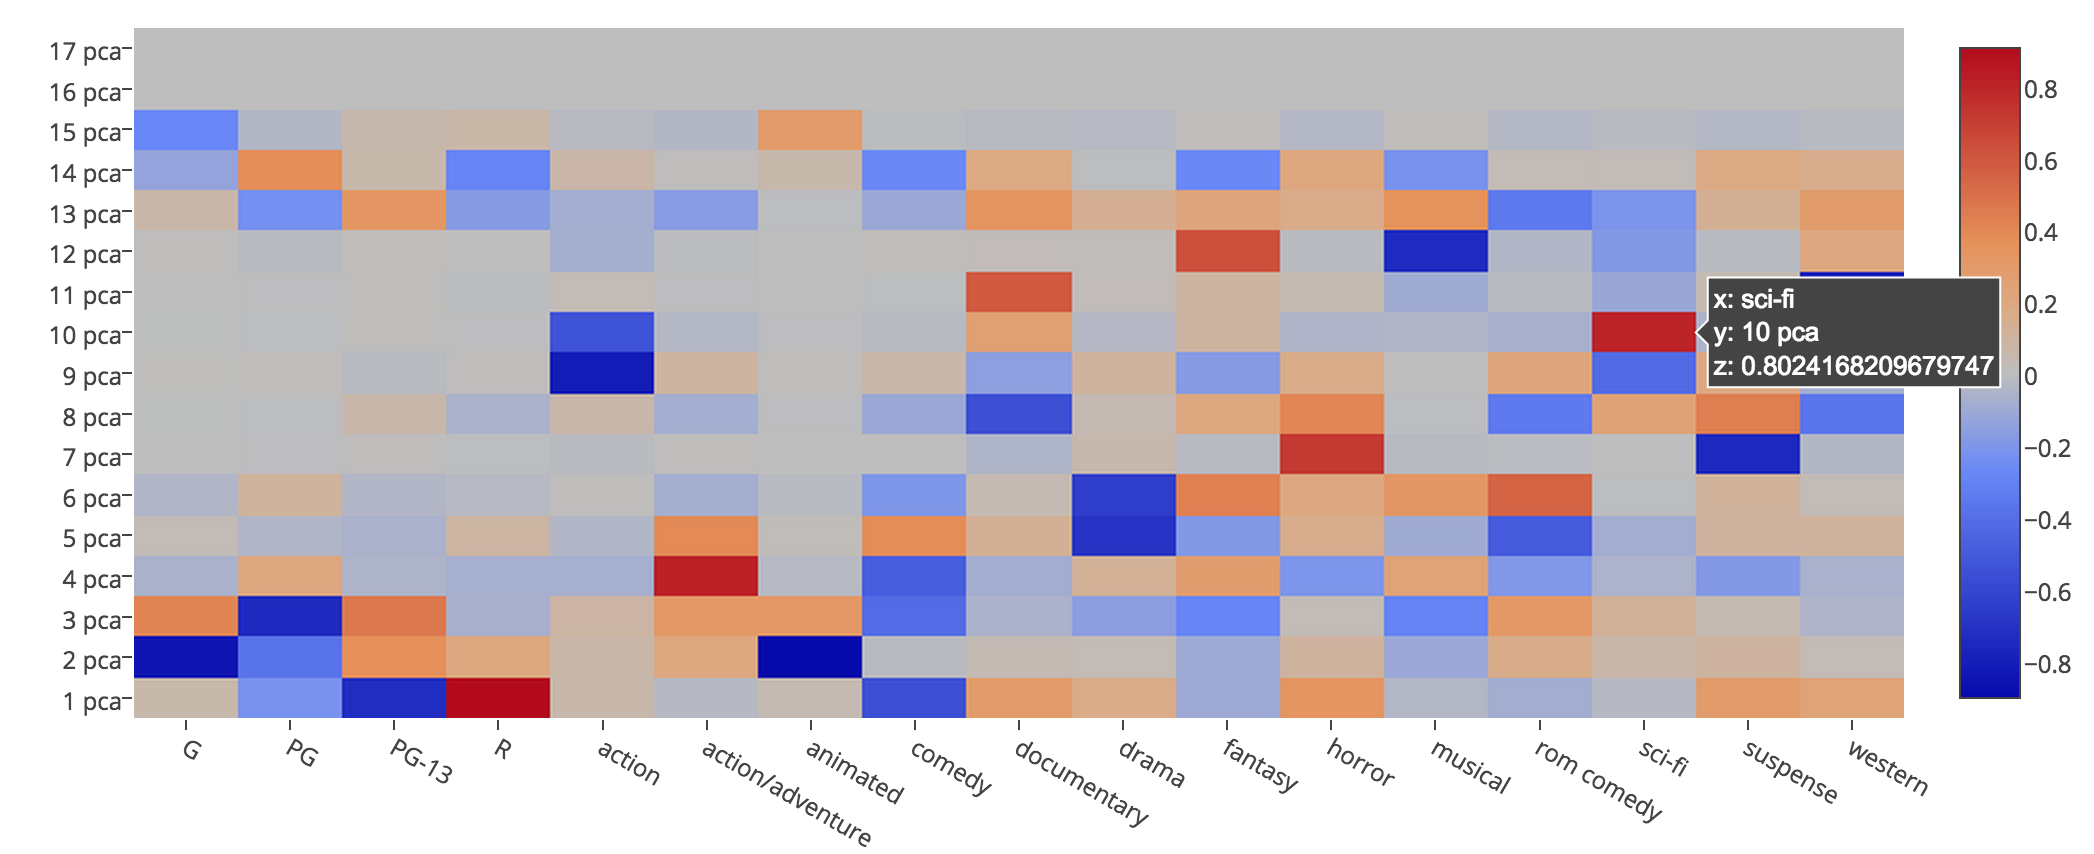 17 pca
16 pca
15 pca
14 pca
13 pca
12 pca
11 pca
10 pca
9 pca
8 pca
7 pca
6 pca
5 pca
4 pca
3 pca
2 pca
1 pca
G
PG
PG-13
R
action
action/adventure
animated
comedy
documentary
drama
fantasy
horror
musical
rom comedy
sci-fi
suspense
western
x: sci-fi
y: 10 pca
z: 0.8024168209679747
0.8
0.6
0.4
0.2
0
−0.2
−0.4
−0.6
−0.8